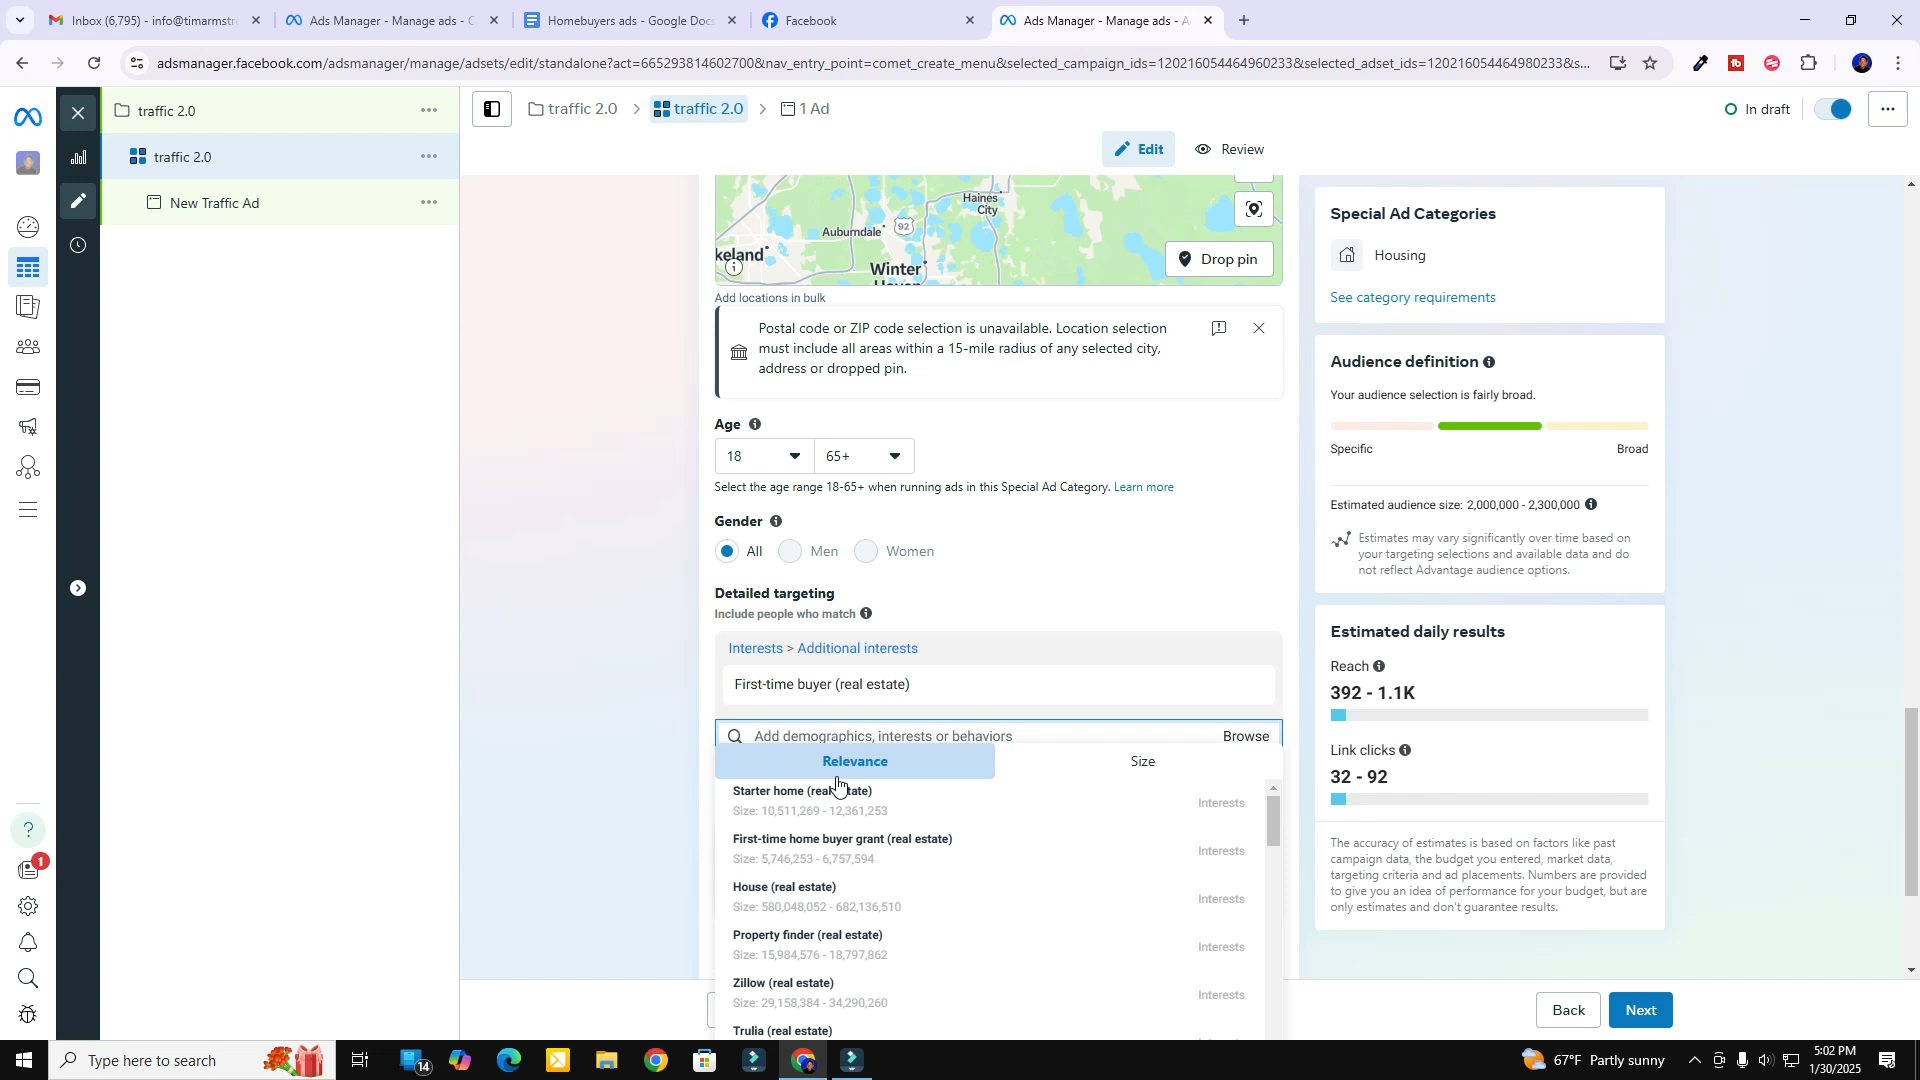 Inbox (6,795) - info@timarmstr
Ads Manager - Manage ads - C
Homebuyers ads - Google Doc
Facebook
Ads Manager - Manage ads - A
adsmanager.facebook.com/adsmanager/manage/adsets/edit/standalone?act=665293814602700&nav_entry_point=comet_create_menu&selected_campaign_ids=120216054464960233&selected_adset_ids=120216054464980233&s...
traffic 2.0
traffic 2.0
New Traffic Ad
traffic 2.0 > traffic 2.0 > 1 Ad
In draft
Edit
Review
Haines
City
Auburndale
92
keland
Winter
Drop pin
Add locations in bulk
Postal code or ZIP code selection is unavailable. Location selection
must include all areas within a 15-mile radius of any selected city,
address or dropped pin.
Age
18
65+
Select the age range 18-65+ when running ads in this Special Ad Category. Learn more
Gender
All
Men
Women
Detailed targeting
Include people who match
Interests > Additional interests
First-time buyer (real estate)
Add demographics, interests or behaviors
Browse
Relevance
Size
Starter home (real estate)
Size: 10,511,269 - 12,361,253
Interests
First-time home buyer grant (real estate)
Size: 5,746,253 - 6,757,594
Interests
House (real estate)
Size: 580,048,052 - 682,136,510
Interests
Property finder (real estate)
Size: 15,984,576 - 18,797,862
Interests
Zillow (real estate)
Size: 29,158,384 - 34,290,260
Interests
Trulia (real estate)
Special Ad Categories
Housing
See category requirements
Audience definition
Your audience selection is fairly broad.
Specific
Broad
Estimated audience size: 2,000,000 - 2,300,000
Estimates may vary significantly over time based on
your targeting selections and available data and do
not reflect Advantage audience options.
Estimated daily results
Reach
392 - 1.1K
Link clicks
32 - 92
The accuracy of estimates is based on factors like past
campaign data, the budget you entered, market data,
targeting criteria and ad placements. Numbers are provided
to give you an idea of performance for your budget, but are
only estimates and don't guarantee results.
Back
Next
1
Type here to search
14
67°F Partly sunny
5:02 PM
1/30/2025